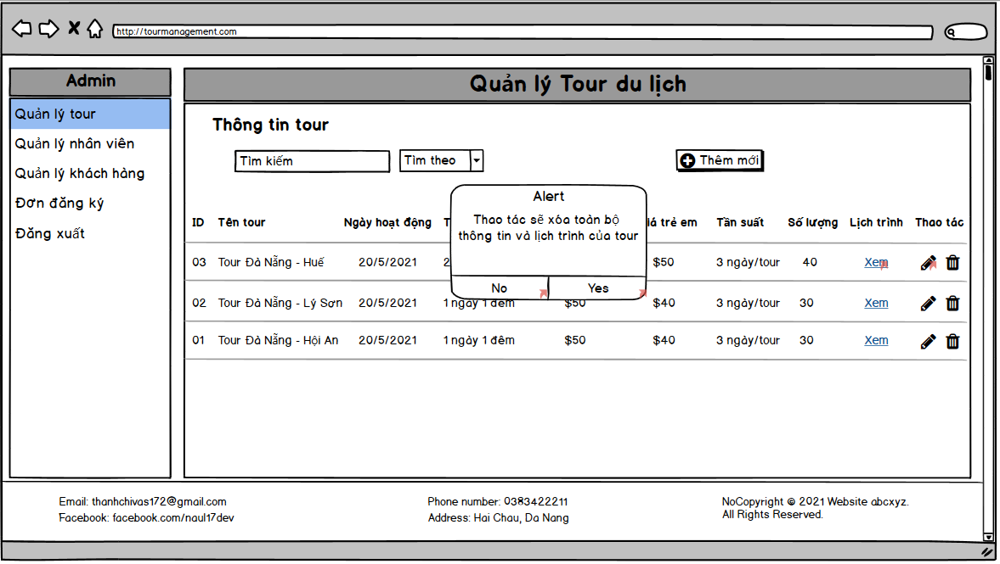 http://tourmanagement.com
Admin
Quản lý tour
Quản lý nhân viên
Quản lý khách hàng
Đơn đăng ký
Đăng xuất
Quản lý Tour du lịch
Thông tin tour
Tìm kiếm Tìm theo Thêm mới
Alert
Thao tác sẽ xóa toàn bộ
thông tin và lịch trình của tour
No Yes
ID Tên tour Ngày hoạt động trẻ em Tần suất Số lượng Lịch trình Thao tác
03 Tour Đà Nẵng - Huế 20/5/2021 $50 3 ngày/tour 40 Xem
02 Tour Đà Nẵng - Lý Sơn 20/5/2021 1 ngày 1 đêm $50 $40 3 ngày/tour 30 Xem
01 Tour Đà Nẵng - Hội An 20/5/2021 1 ngày 1 đêm $50 $40 3 ngày/tour 30 Xem
Email: thanhchivas172@gmail.com
Facebook: facebook.com/naul17dev
Phone number: 0383422211
Address: Hai Chau, Da Nang
NoCopyright © 2021 Website abcxyz.
All Rights Reserved.